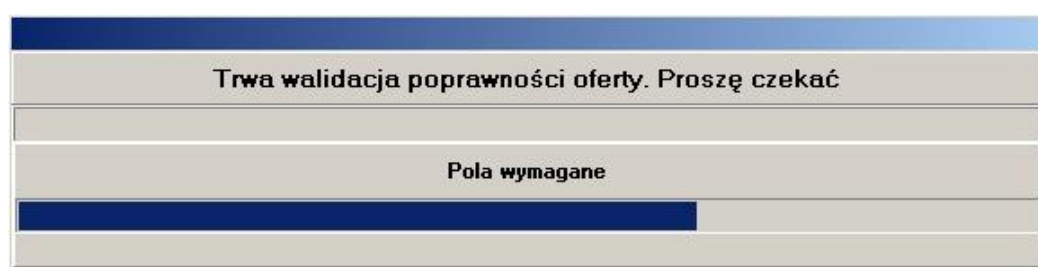 Trwa walidacja poprawności oferty. Proszę czekać
Pola wymagane